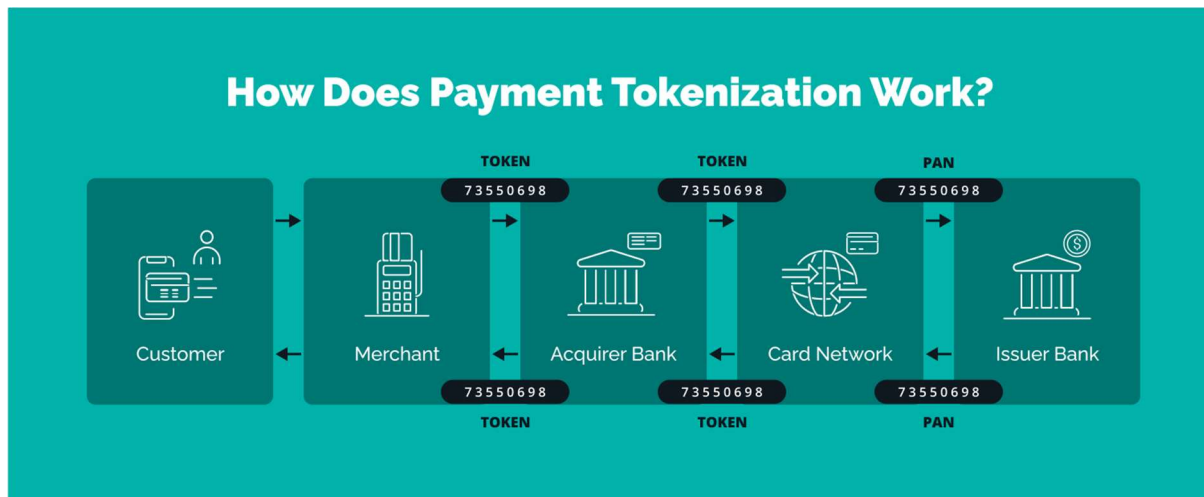 How Does Payment Tokenization Work?
TOKEN TOKEN PAN
73550698 73550698 73550698
$
Customer Merchant Acquirer Bank Card Network Issuer Bank
73550698 73550698 73550698
TOKEN TOKEN PAN